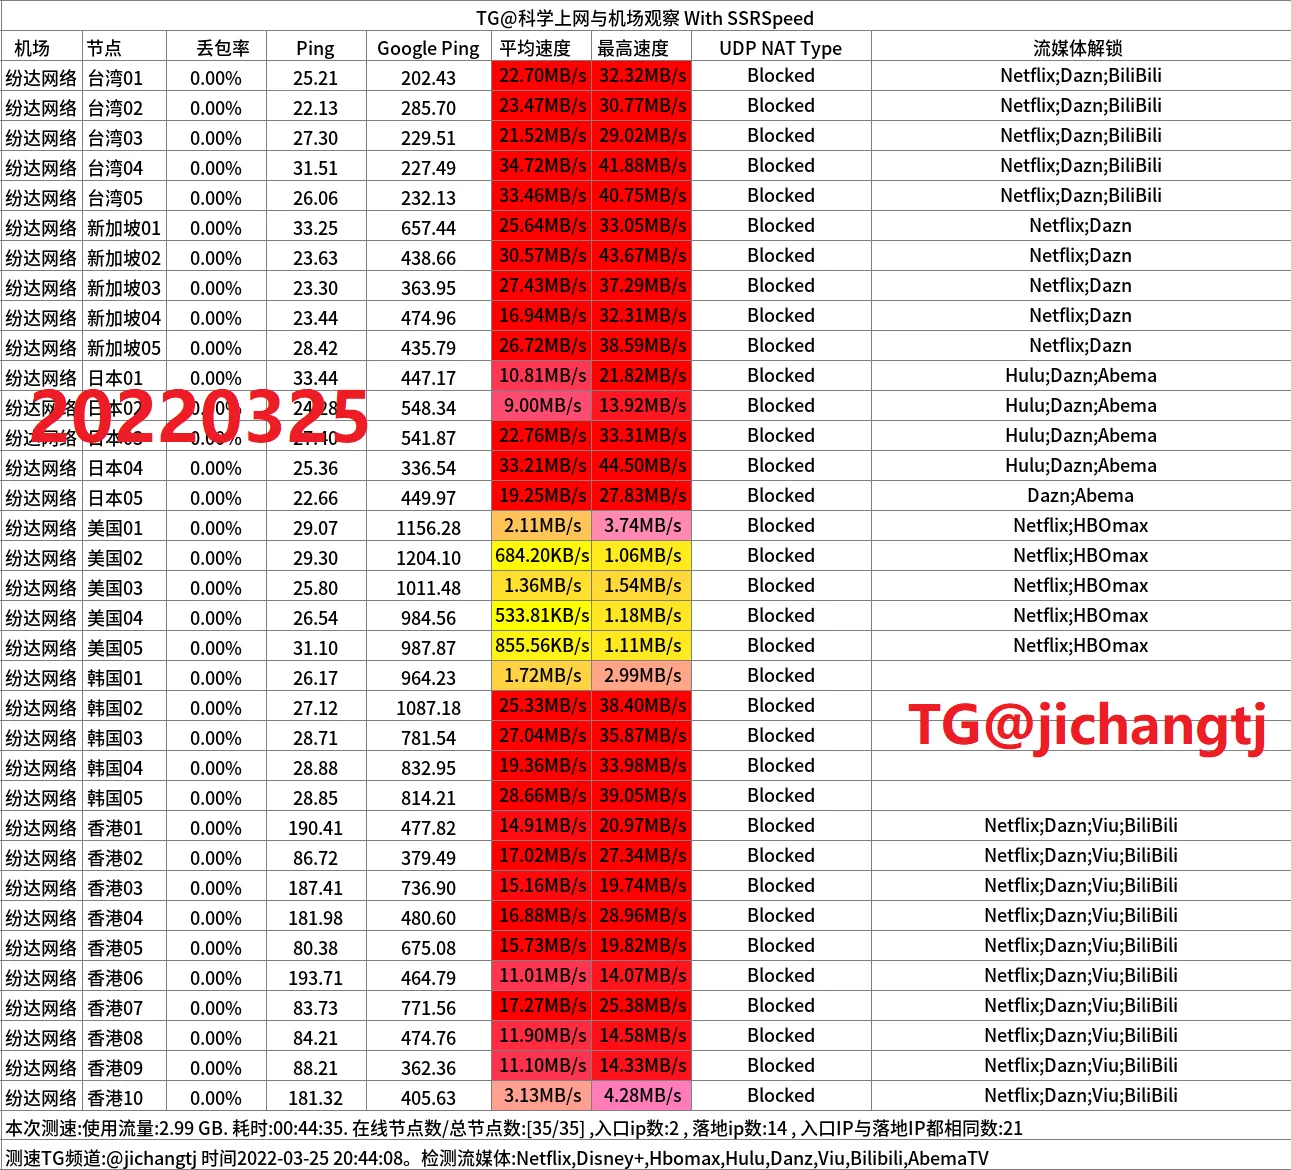 TG@科学上网与机场观察 With SSRSpeed
机场 节点 丢包率 Ping Google Ping 平均速度 最高速度 UDP NAT Type 流媒体解锁
纷达网络 台湾01 0.00% 25.21 202.43 22.70MB/s 32.32MB/s Blocked Netflix;Dazn;BiliBili
纷达网络 台湾02 0.00% 22.13 285.70 23.47MB/s 30.77MB/s Blocked Netflix;Dazn;BiliBili
纷达网络 台湾03 0.00% 27.30 229.51 21.52MB/s 29.02MB/s Blocked Netflix;Dazn;BiliBili
纷达网络 台湾04 0.00% 31.51 227.49 34.72MB/s 41.88MB/s Blocked Netflix;Dazn;BiliBili
纷达网络 台湾05 0.00% 26.06 232.13 33.46MB/s 40.75MB/s Blocked Netflix;Dazn;BiliBili
纷达网络 新加坡01 0.00% 33.25 657.44 25.64MB/s 33.05MB/s Blocked Netflix;Dazn
纷达网络 新加坡02 0.00% 23.63 438.66 30.57MB/s 43.67MB/s Blocked Netflix;Dazn
纷达网络 新加坡03 0.00% 23.30 363.95 27.43MB/s 37.29MB/s Blocked Netflix;Dazn
纷达网络 新加坡04 0.00% 23.44 474.96 16.94MB/s 32.31MB/s Blocked Netflix;Dazn
纷达网络 新加坡05 0.00% 28.42 435.79 26.72MB/s 38.59MB/s Blocked Netflix;Dazn
纷达网络 日本01 0.00% 33.44 447.17 10.81MB/s 21.82MB/s Blocked Hulu;Dazn;Abema
纷达网络 日本02 0.00% 24.28 548.34 9.00MB/s 13.92MB/s Blocked Hulu;Dazn;Abema
20220325
纷达网络 日本03 0.00% 27.40 541.87 22.76MB/s 33.31MB/s Blocked Hulu;Dazn;Abema
纷达网络 日本04 0.00% 25.36 336.54 33.21MB/s 44.50MB/s Blocked Hulu;Dazn;Abema
纷达网络 日本05 0.00% 22.66 449.97 19.25MB/s 27.83MB/s Blocked Dazn;Abema
纷达网络 美国01 0.00% 29.07 1156.28 2.11MB/s 3.74MB/s Blocked Netflix;HBOmax
纷达网络 美国02 0.00% 29.30 1204.10 684.20KB/s 1.06MB/s Blocked Netflix;HBOmax
纷达网络 美国03 0.00% 25.80 1011.48 1.36MB/s 1.54MB/s Blocked Netflix;HBOmax
纷达网络 美国04 0.00% 26.54 984.56 533.81KB/s 1.18MB/s Blocked Netflix;HBOmax
纷达网络 美国05 0.00% 31.10 987.87 855.56KB/s 1.11MB/s Blocked Netflix;HBOmax
纷达网络 韩国01 0.00% 26.17 964.23 1.72MB/s 2.99MB/s Blocked
纷达网络 韩国02 0.00% 27.12 1087.18 25.33MB/s 38.40MB/s Blocked
TG@jichangtj
纷达网络 韩国03 0.00% 28.71 781.54 27.04MB/s 35.87MB/s Blocked
纷达网络 韩国04 0.00% 28.88 832.95 19.36MB/s 33.98MB/s Blocked
纷达网络 韩国05 0.00% 28.85 814.21 28.66MB/s 39.05MB/s Blocked
纷达网络 香港01 0.00% 190.41 477.82 14.91MB/s 20.97MB/s Blocked Netflix;Dazn;Viu;BiliBili
纷达网络 香港02 0.00% 86.72 379.49 17.02MB/s 27.34MB/s Blocked Netflix;Dazn;Viu;BiliBili
纷达网络 香港03 0.00% 187.41 736.90 15.16MB/s 19.74MB/s Blocked Netflix;Dazn;Viu;BiliBili
纷达网络 香港04 0.00% 181.98 480.60 16.88MB/s 28.96MB/s Blocked Netflix;Dazn;Viu;BiliBili
纷达网络 香港05 0.00% 80.38 675.08 15.73MB/s 19.82MB/s Blocked Netflix;Dazn;Viu;BiliBili
纷达网络 香港06 0.00% 193.71 464.79 11.01MB/s 14.07MB/s Blocked Netflix;Dazn;Viu;BiliBili
纷达网络 香港07 0.00% 83.73 771.56 17.27MB/s 25.38MB/s Blocked Netflix;Dazn;Viu;BiliBili
纷达网络 香港08 0.00% 84.21 474.76 11.90MB/s 14.58MB/s Blocked Netflix;Dazn;Viu;BiliBili
纷达网络 香港09 0.00% 88.21 362.36 11.10MB/s 14.33MB/s Blocked Netflix;Dazn;Viu;BiliBili
纷达网络 香港10 0.00% 181.32 405.63 3.13MB/s 4.28MB/s Blocked Netflix;Dazn;Viu;BiliBili
本次测速:使用流量:2.99 GB. 耗时:00:44:35. 在线节点数/总节点数:[35/35] ,入口ip数:2 , 落地ip数:14 , 入口IP与落地IP都相同数:21
测速TG频道:@jichangtj 时间2022-03-25 20:44:08。检测流媒体:Netflix,Disney+,Hbomax,Hulu,Danz,Viu,Bilibili,AbemaTV